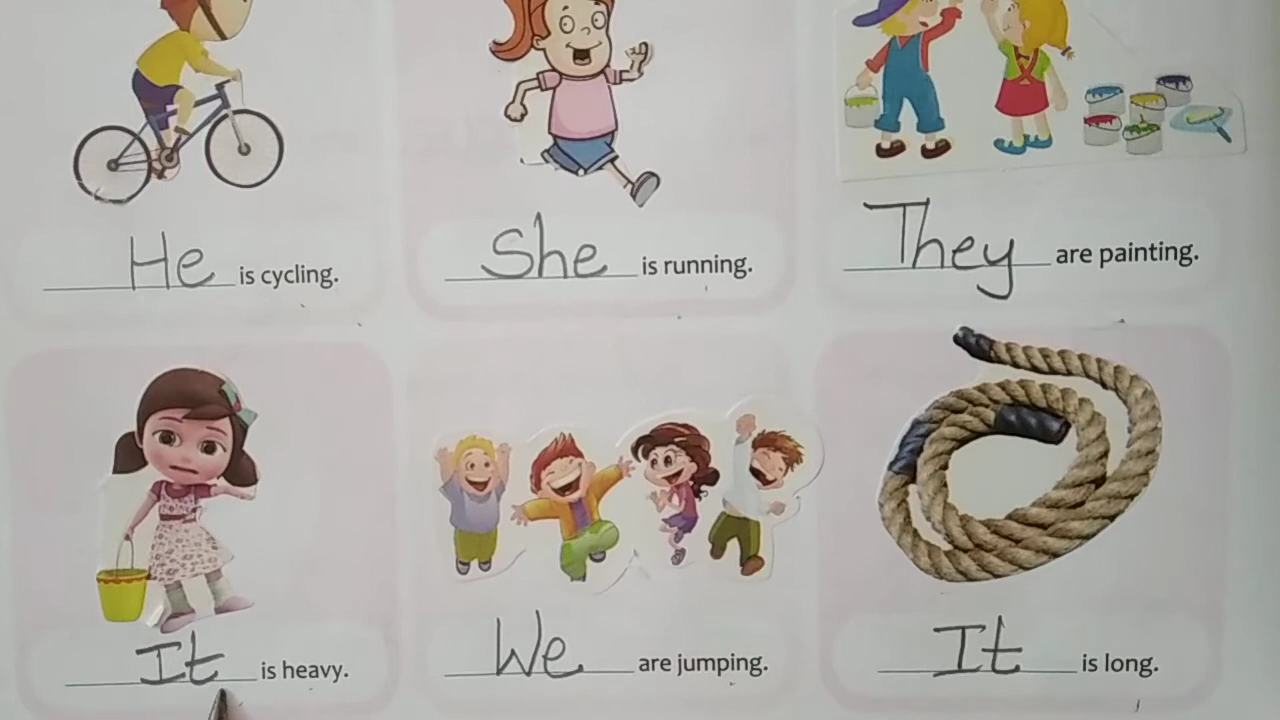 He is cycling.
She is running.
They are painting.
It is heavy.
We are jumping.
It is long.